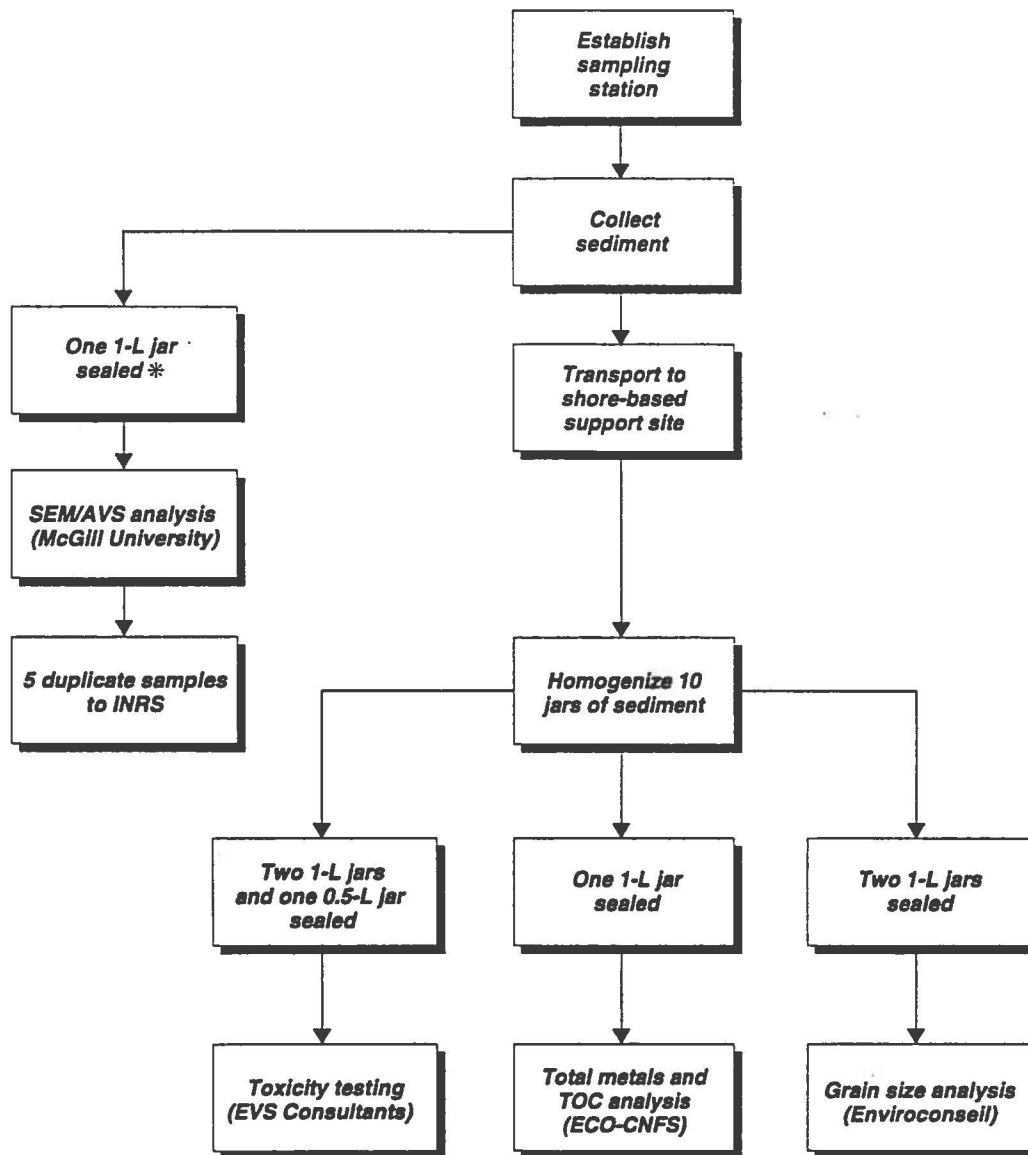 Establish
sampling
station
Collect
sediment
One 1-L jar
sealed *
Transport to
shore-based
support site
SEM/AVS analysis
(McGill University)
5 duplicate samples
to INRS
Homogenize 10
jars of sediment
Two 1-L jars
and one 0.5-L jar
sealed
One 1-L jar
sealed
Two 1-L jars
sealed
Toxicity testing
(EVS Consultants)
Total metals and
TOC analysis
(ECO-CNFS)
Grain size analysis
(Enviroconseil)